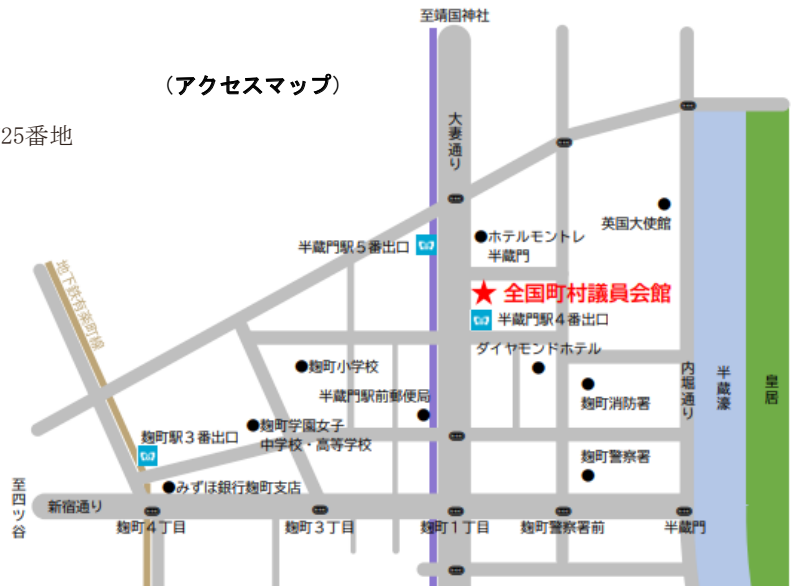 至靖国神社
（アクセスマップ）
25番地
大妻通り
英国大使館
●ホテルモントレ
半蔵門
半蔵門駅5番出口
地下鉄有楽町線
★ 全国町村議員会館
半蔵門駅4番出口
ダイヤモンドホテル
●麹町小学校
内堀通り
半蔵濠
皇居
半蔵門駅前郵便局
麹町消防署
●麹町学園女子
中学校・高等学校
麹町駅3番出口
麹町警察署
●みずほ銀行麹町支店
至四ツ谷
新宿通り
麹町4丁目
麹町3丁目
麹町1丁目
麹町警察署前
半蔵門